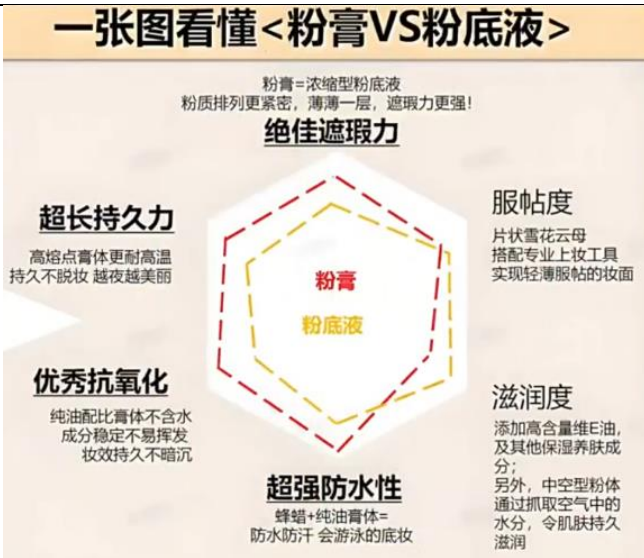 一张图看懂<粉膏VS粉底液>
粉膏=浓缩型粉底液
粉质排列更紧密，薄薄一层，遮瑕力更强！
绝佳遮瑕力
超长持久力
高熔点膏体更耐高温
持久不脱妆 越夜越美丽
服帖度
片状雪花云母
搭配专业上妆工具
实现轻薄服帖的妆面
粉膏
粉底液
优秀抗氧化
纯油配比膏体不含水
成分稳定不易挥发
妆效持久不暗沉
滋润度
添加高含量维E油，
及其他保湿养肤成
分；
另外，中空型粉体
通过抓取空气中的
水分，令肌肤持久
滋润
超强防水性
蜂蜡+纯油膏体=
防水防汗 会游泳的底妆